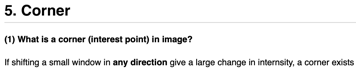 5. Corner
(1) What is a corner (interest point) in image?
If shifting a small window in any direction give a large change in internsity, a corner exists